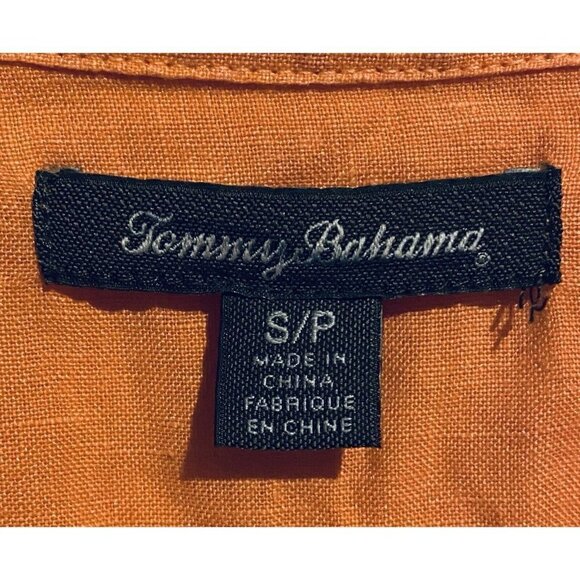 Tommy Bahama®
S/P
MADE IN
CHINA
FABRIQUE
EN CHINE